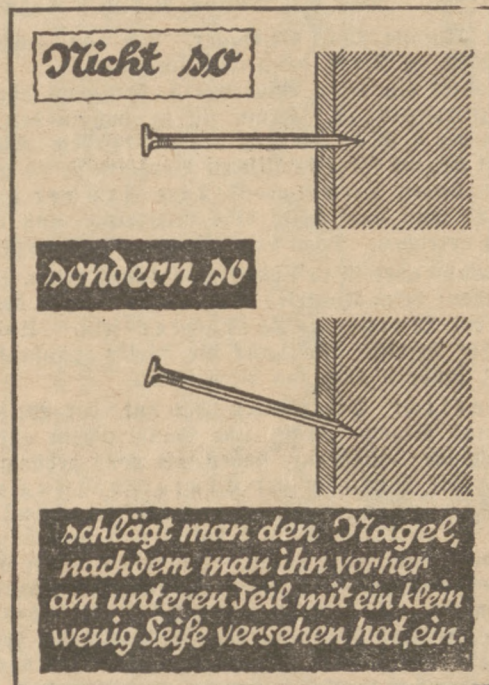 Nicht so
sondern so
schlägt man den Nagel,
nachdem man ihn vorher
am unteren Teil mit ein klein
wenig Seife versehen hat, ein.